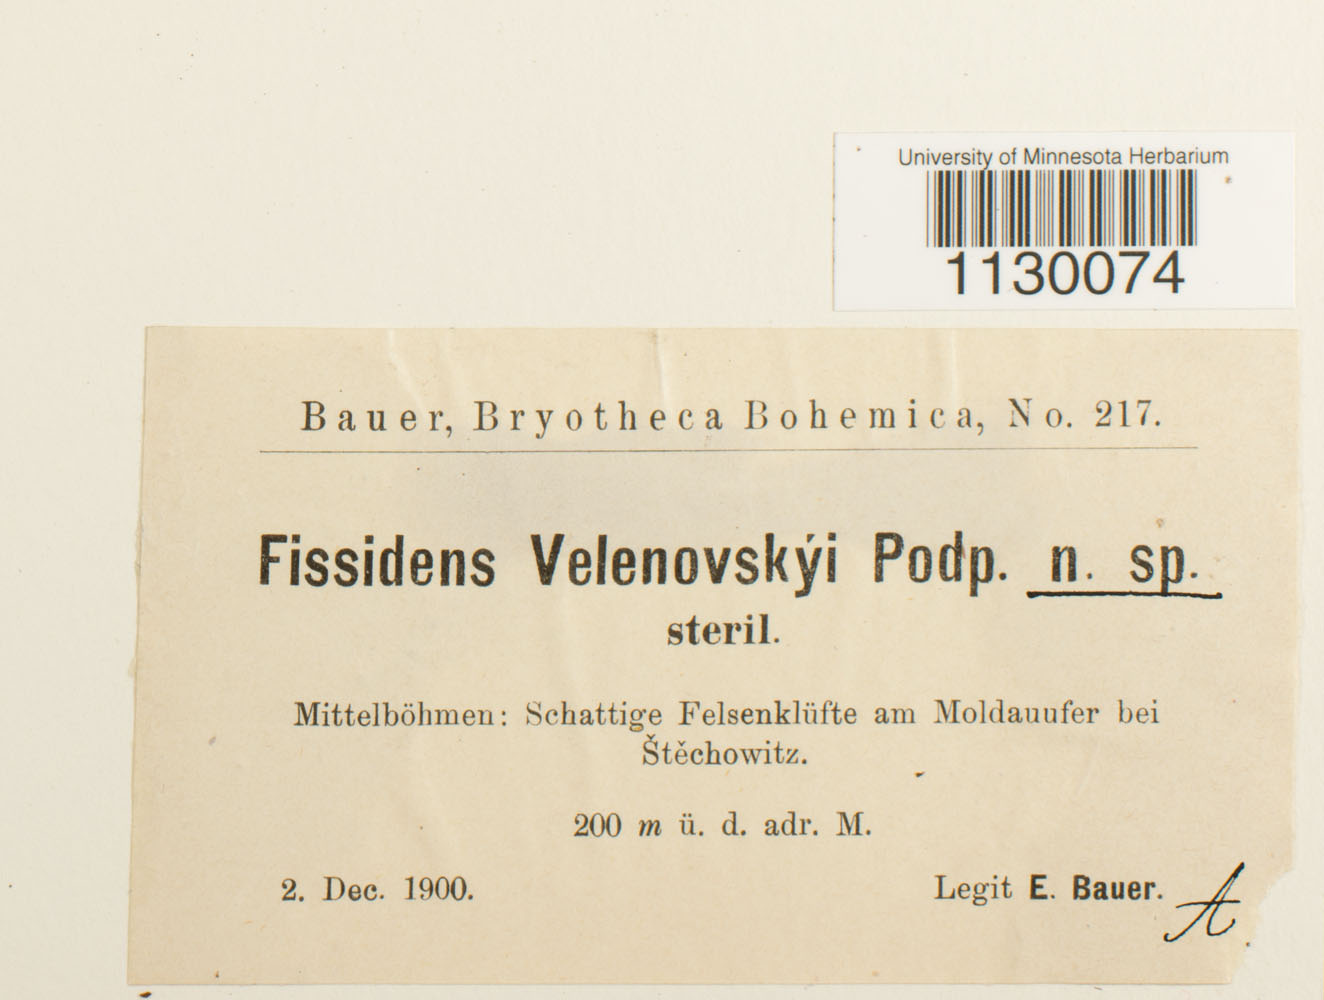 University of Minnesota Herbarium
1130074
Bauer, Bryotheca Bohemica, No. 217.
Fissidens Velenovskýi Podp. n. sp.
steril.
Mittelböhmen: Schattige Felsenklüfte am Moldauufer bei
Štěchowitz.
200 m ü. d. adr. M.
2. Dec. 1900.
Legit E. Bauer.
A